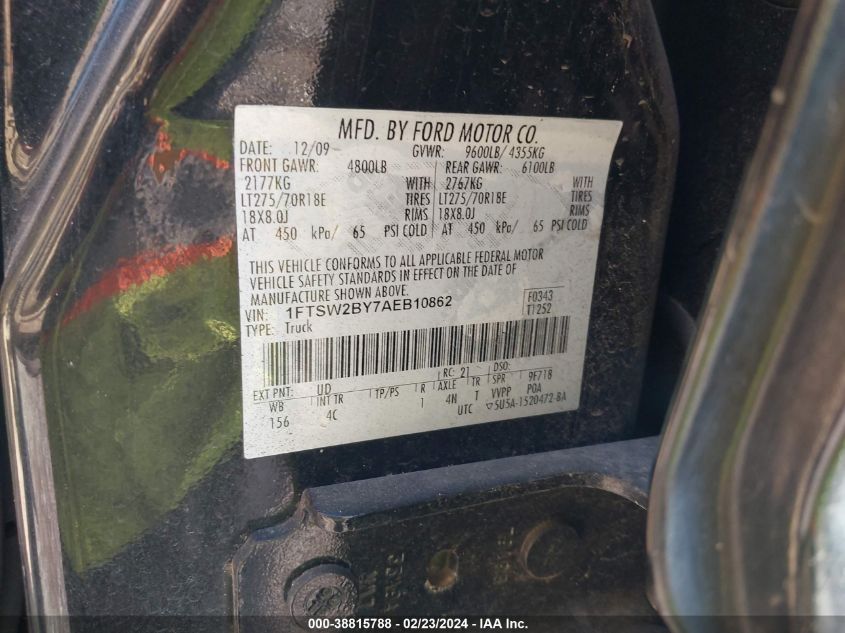 MFD. BY FORD MOTOR CO.
DATE: 12/09 GVWR: 9600LB/ 4355KG
FRONT GAWR: 4800LB REAR GAWR: 6100LB
2177KG WITH 2767KG WITH
LT275/70R18E TIRES LT275/70R18E TIRES
18X8.0J RIMS 18X8.0J RIMS
AT 450 kPa/ 65 PSI COLD AT 450 kPa/ 65 PSI COLD
THIS VEHICLE CONFORMS TO ALL APPLICABLE FEDERAL MOTOR
VEHICLE SAFETY STANDARDS IN EFFECT ON THE DATE OF
MANUFACTURE SHOWN ABOVE.
VIN: 1FTSW2BY7AEB10862 F0343
TYPE: Truck T1252
EXT PNT: UD RC: 21 DSO:
WB INT TR TP/PS R AXLE TR SPR 9F718
156 4C 1 4N T VVPP POA
UTC ▽5U5A-1520472-BA
000-38815788 - 02/23/2024 - IAA Inc.